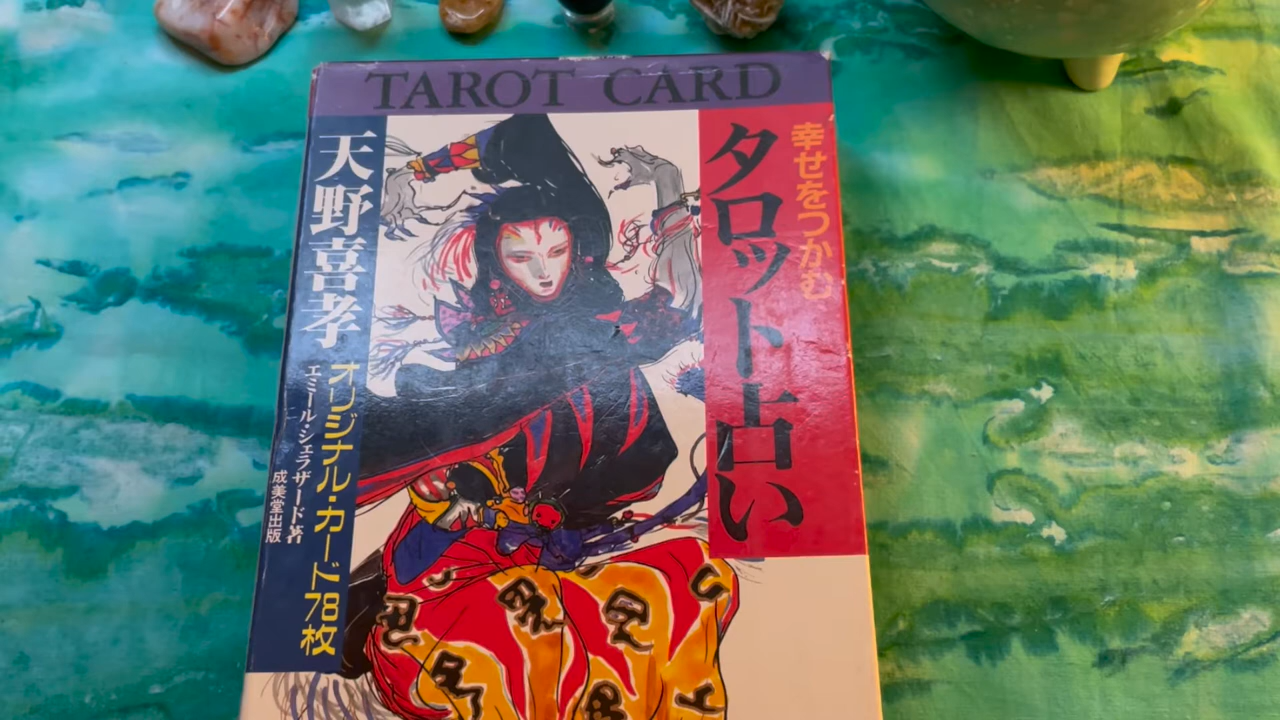 TAROT CARD
幸せをつかむ
タロット占い
天野喜孝
オリジナル・カード78枚
エミール・シェラザード著
成美堂出版